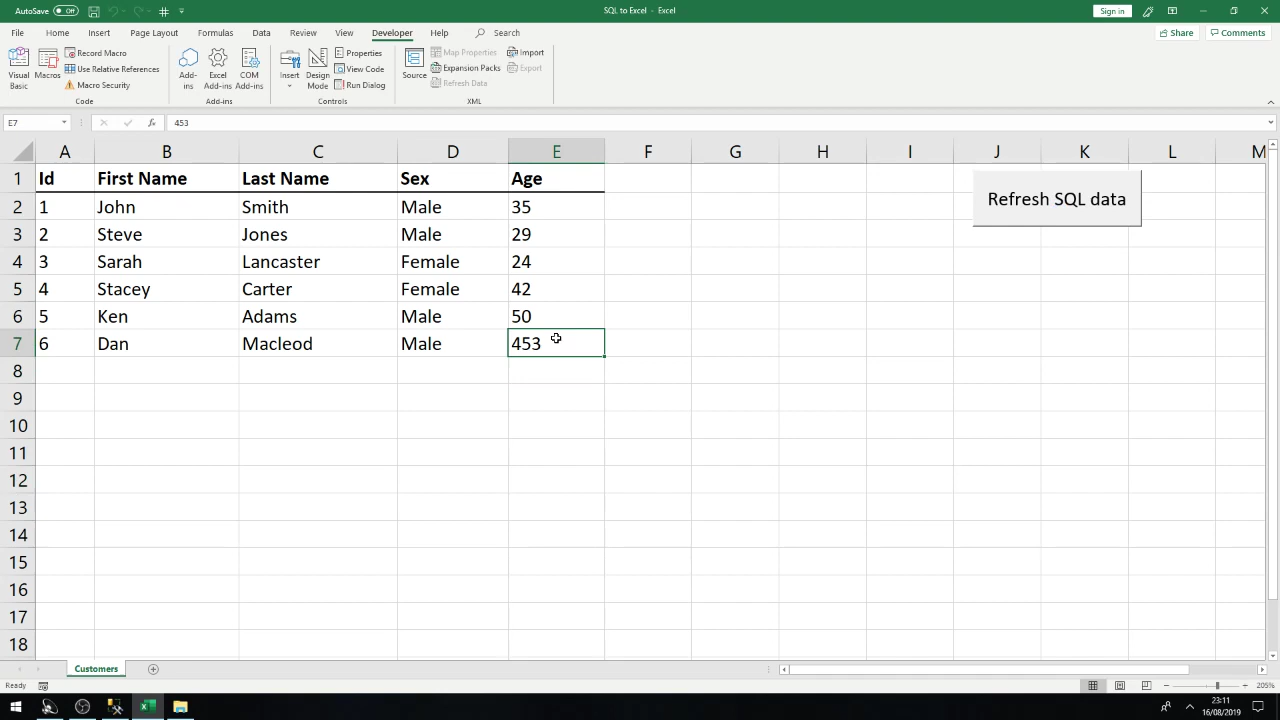 AutoSave Off SQL to Excel - Excel Sign in
File Home Insert Page Layout Formulas Data Review View Developer Help Search Share Comments
Visual Basic
Macros
Record Macro
Use Relative References
Macro Security
Code
Add-ins
Excel Add-ins
COM Add-ins
Add-ins
Insert
Design Mode
Properties
View Code
Run Dialog
Controls
Source
Map Properties
Expansion Packs
Refresh Data
Import
Export
XML
E7 fx 453
A B C D E F G H I J K L M
1 Id First Name Last Name Sex Age
Refresh SQL data
2 1 John Smith Male 35
3 2 Steve Jones Male 29
4 3 Sarah Lancaster Female 24
5 4 Stacey Carter Female 42
6 5 Ken Adams Male 50
7 6 Dan Macleod Male 453
8
9
10
11
12
13
14
15
16
17
18
Customers
Ready 205%
23:11
16/08/2019